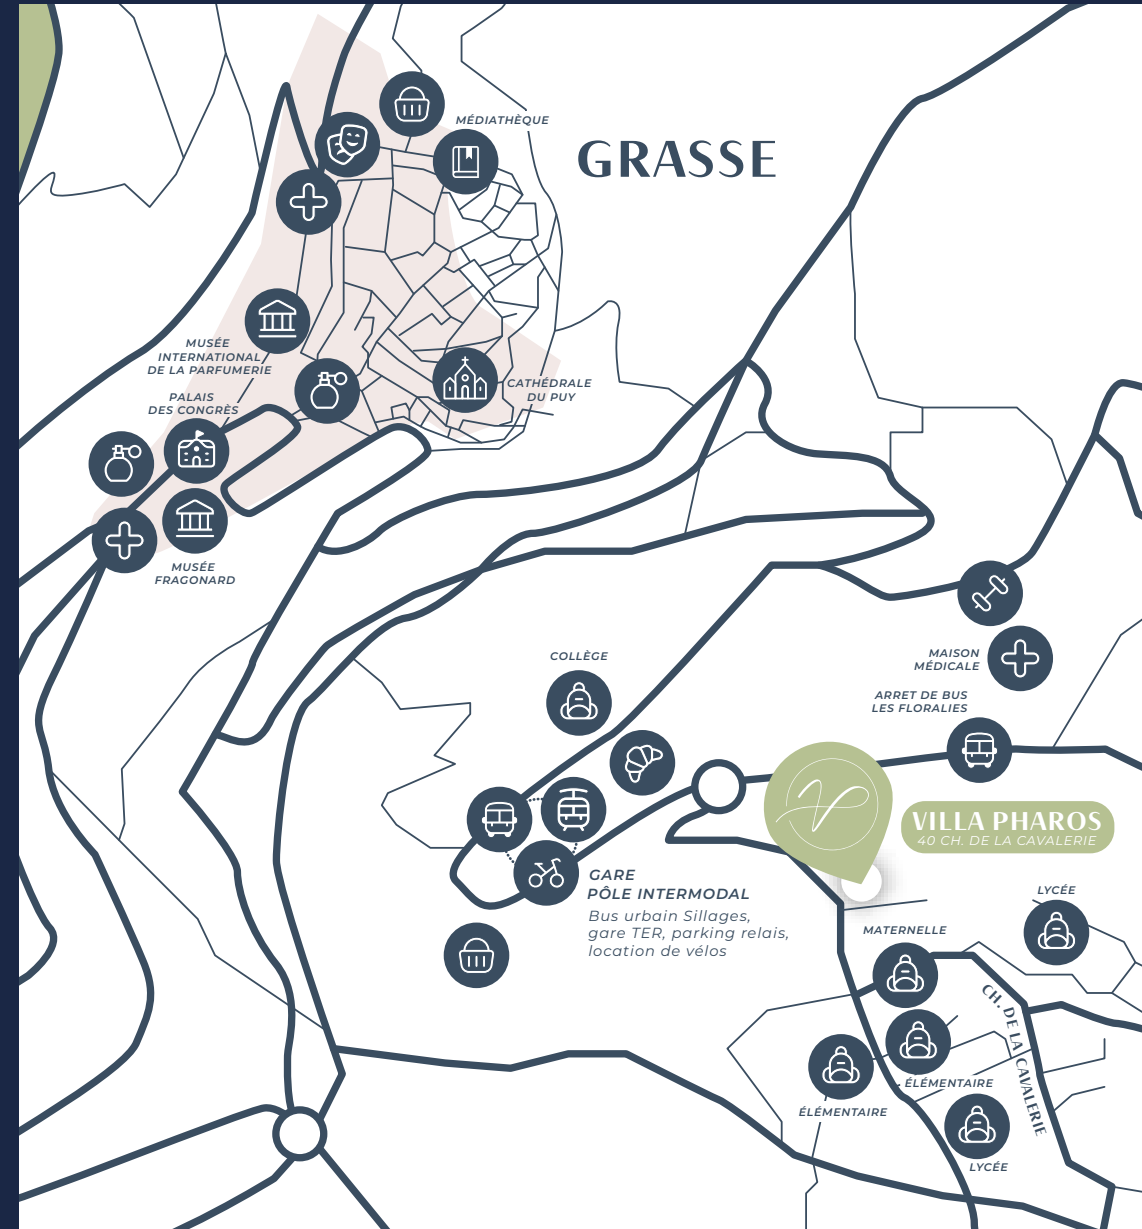 MÉDIATHÈQUE
GRASSE
MUSÉE
INTERNATIONAL
DE LA PARFUMERIE
PALAIS
DES CONGRÈS
CATHÉDRALE
DU PUY
MUSÉE
FRAGONARD
COLLÈGE
MAISON
MÉDICALE
ARRET DE BUS
LES FLORALIES
V
VILLA PHAROS
40 CH. DE LA CAVALERIE
GARE
PÔLE INTERMODAL
Bus urbain Sillages,
gare TER, parking relais,
location de vélos
LYCÉE
MATERNELLE
CH. DE LA CAVALERIE
ÉLÉMENTAIRE
ÉLÉMENTAIRE
LYCÉE